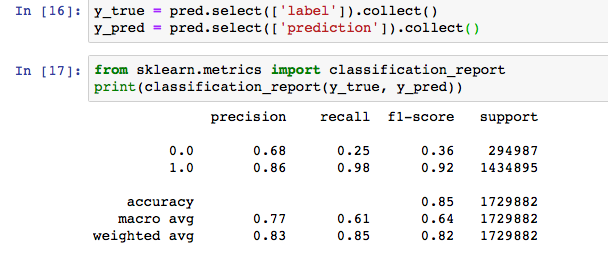 In [16]: y_true = pred.select(['label']).collect()
y_pred = pred.select(['prediction']).collect()
In [17]: from sklearn.metrics import classification_report
print(classification_report(y_true, y_pred))
precision recall f1-score support
0.0 0.68 0.25 0.36 294987
1.0 0.86 0.98 0.92 1434895
accuracy 0.85 1729882
macro avg 0.77 0.61 0.64 1729882
weighted avg 0.83 0.85 0.82 1729882